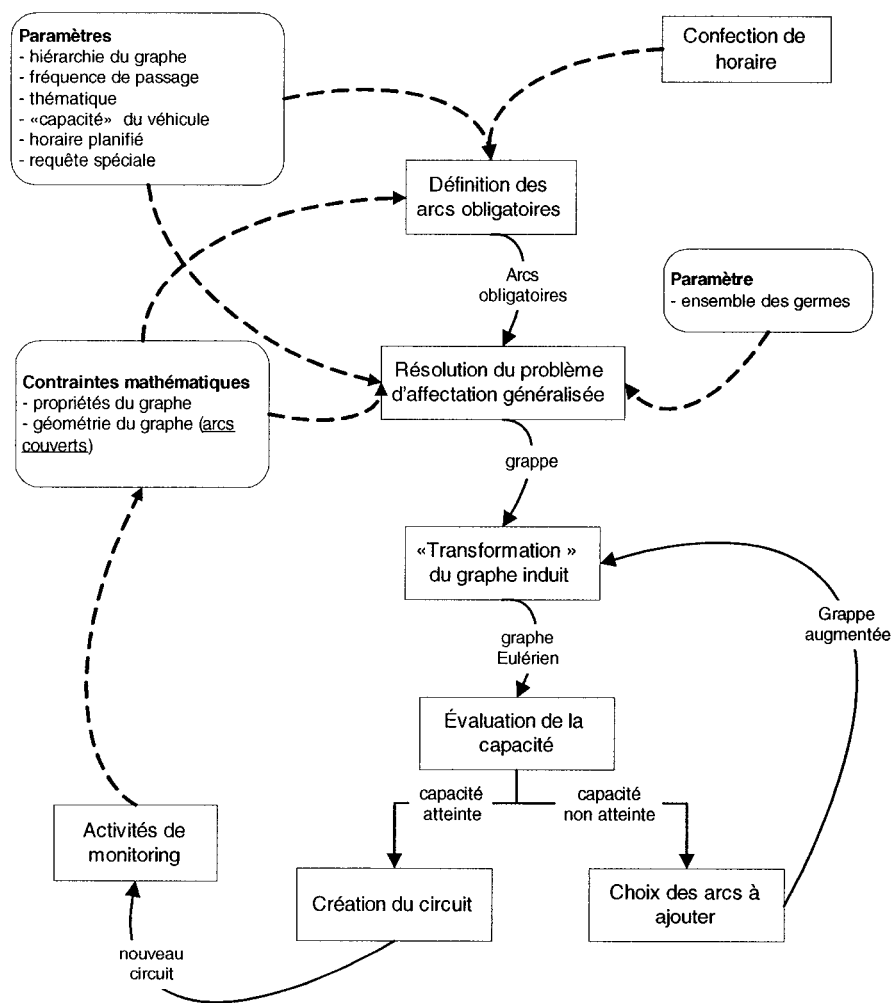 Paramètres
- hiérarchie du graphe
- fréquence de passage
- thématique
- «capacité» du véhicule
- horaire planifié
- requête spéciale
Confection de
horaire
Définition des
arcs obligatoires
Arcs
obligatoires
Paramètre
- ensemble des germes
Contraintes mathématiques
- propriétés du graphe
- géométrie du graphe (arcs
couverts)
Résolution du problème
d'affectation généralisée
grappe
«Transformation »
du graphe induit
Grappe
augmentée
graphe
Eulérien
Évaluation de la
capacité
capacité
atteinte
capacité
non atteinte
Activités de
monitoring
Création du circuit
Choix des arcs à
ajouter
nouveau
circuit